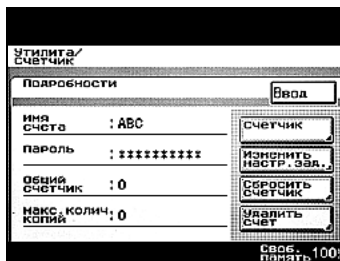 Утилита/
Счетчик
Подробности
Ввод
Имя
счета
: ABC
Счетчик
Пароль
: **********
Изменить
настр.зад.
Общий
счетчик
: 0
Сбросить
счетчик
Макс.колич.
копий
: 0
Удалить
счет
Своб.
память
100%